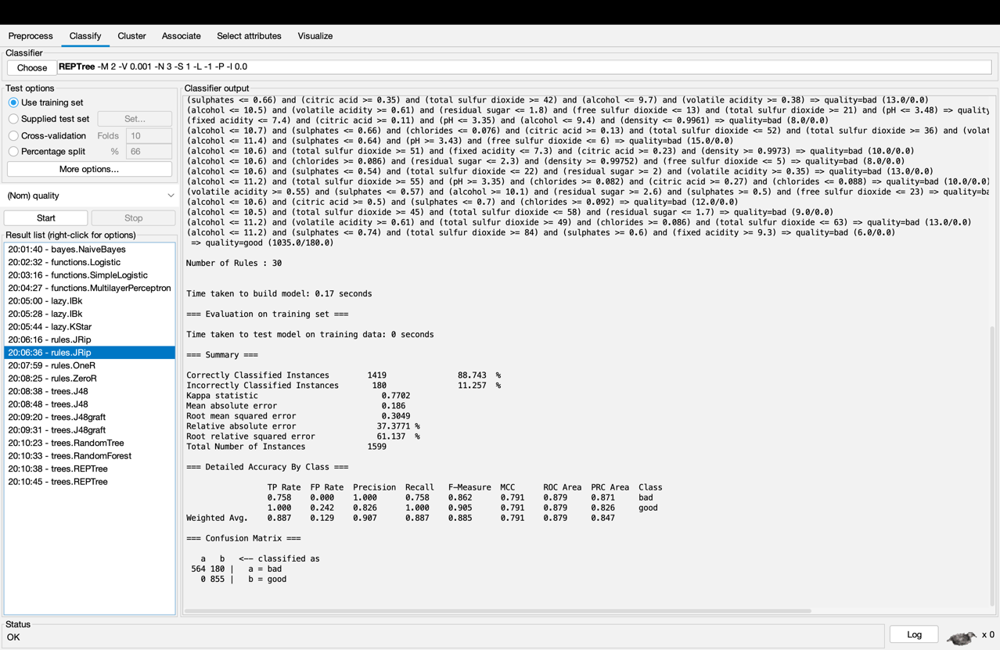 Preprocess Classify Cluster Associate Select attributes Visualize
Classifier
Choose REPTree -M 2 -V 0.001 -N 3 -S 1 -L -1 -P -I 0.0
Test options
Use training set
Supplied test set Set...
Cross-validation Folds 10
Percentage split % 66
More options...
(Nom) quality
Start Stop
Result list (right-click for options)
20:01:40 - bayes.NaiveBayes
20:02:32 - functions.Logistic
20:03:16 - functions.SimpleLogistic
20:04:27 - functions.MultilayerPerceptron
20:05:00 - lazy.IBk
20:05:28 - lazy.IBk
20:05:44 - lazy.KStar
20:06:16 - rules.JRip
20:06:36 - rules.JRip
20:07:59 - rules.OneR
20:08:25 - rules.ZeroR
20:08:38 - trees.J48
20:08:48 - trees.J48
20:09:20 - trees.J48graft
20:09:31 - trees.J48graft
20:10:23 - trees.RandomTree
20:10:33 - trees.RandomForest
20:10:38 - trees.REPTree
20:10:45 - trees.REPTree
Classifier output
(sulphates <= 0.66) and (citric acid >= 0.35) and (total sulfur dioxide >= 42) and (alcohol <= 9.7) and (volatile acidity >= 0.38) => quality=bad (13.0/0.0)
(alcohol <= 10.5) and (volatile acidity >= 0.61) and (residual sugar <= 1.8) and (free sulfur dioxide <= 13) and (total sulfur dioxide >= 21) and (pH <= 3.48) => quality
(fixed acidity <= 7.4) and (citric acid >= 0.11) and (pH <= 3.35) and (alcohol <= 9.4) and (density <= 0.9961) => quality=bad (8.0/0.0)
(alcohol <= 10.7) and (sulphates <= 0.66) and (chlorides <= 0.076) and (citric acid >= 0.13) and (total sulfur dioxide <= 52) and (total sulfur dioxide >= 36) and (volat
(alcohol <= 11.4) and (sulphates <= 0.64) and (pH >= 3.43) and (free sulfur dioxide <= 6) => quality=bad (15.0/0.0)
(alcohol <= 10.6) and (total sulfur dioxide >= 51) and (fixed acidity <= 7.3) and (citric acid >= 0.23) and (density >= 0.9973) => quality=bad (10.0/0.0)
(alcohol <= 10.6) and (chlorides >= 0.086) and (residual sugar <= 2.3) and (density >= 0.99752) and (free sulfur dioxide <= 5) => quality=bad (8.0/0.0)
(alcohol <= 10.6) and (sulphates <= 0.54) and (total sulfur dioxide <= 22) and (residual sugar >= 2) and (volatile acidity >= 0.35) => quality=bad (13.0/0.0)
(alcohol <= 11.2) and (total sulfur dioxide >= 55) and (pH >= 3.35) and (chlorides >= 0.082) and (citric acid >= 0.27) and (chlorides <= 0.088) => quality=bad (10.0/0.0)
(volatile acidity >= 0.55) and (sulphates <= 0.57) and (alcohol >= 10.1) and (residual sugar >= 2.6) and (sulphates >= 0.5) and (free sulfur dioxide <= 23) => quality=ba
(alcohol <= 10.6) and (citric acid >= 0.5) and (sulphates <= 0.7) and (chlorides >= 0.092) => quality=bad (12.0/0.0)
(alcohol <= 10.5) and (total sulfur dioxide >= 45) and (total sulfur dioxide <= 58) and (residual sugar <= 1.7) => quality=bad (9.0/0.0)
(alcohol <= 11.2) and (volatile acidity >= 0.61) and (total sulfur dioxide >= 49) and (chlorides >= 0.086) and (total sulfur dioxide <= 63) => quality=bad (13.0/0.0)
(alcohol <= 11.2) and (sulphates <= 0.74) and (total sulfur dioxide >= 84) and (sulphates >= 0.6) and (fixed acidity >= 9.3) => quality=bad (6.0/0.0)
=> quality=good (1035.0/180.0)
Number of Rules : 30
Time taken to build model: 0.17 seconds
=== Evaluation on training set ===
Time taken to test model on training data: 0 seconds
=== Summary ===
Correctly Classified Instances 1419 88.743 %
Incorrectly Classified Instances 180 11.257 %
Kappa statistic 0.7702
Mean absolute error 0.186
Root mean squared error 0.3049
Relative absolute error 37.3771 %
Root relative squared error 61.137 %
Total Number of Instances 1599
=== Detailed Accuracy By Class ===
TP Rate FP Rate Precision Recall F-Measure MCC ROC Area PRC Area Class
0.758 0.000 1.000 0.758 0.862 0.791 0.879 0.871 bad
1.000 0.242 0.826 1.000 0.905 0.791 0.879 0.826 good
Weighted Avg. 0.887 0.129 0.907 0.887 0.885 0.791 0.879 0.847
=== Confusion Matrix ===
a b <-- classified as
564 180 | a = bad
0 855 | b = good
Status
OK
Log x 0